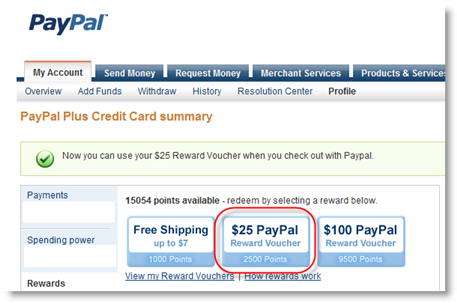 PayPal™
My Account Send Money Request Money Merchant Services Products & Services
Overview Add Funds Withdraw History Resolution Center Profile
PayPal Plus Credit Card summary
Now you can use your $25 Reward Voucher when you check out with Paypal.
Payments
15054 points available - redeem by selecting a reward below.
Free Shipping $25 PayPal $100 PayPal
up to $7 Reward Voucher Reward Voucher
Spending power
1000 Points 2500 Points 9500 Points
View my Reward Vouchers | How rewards work
Rewards